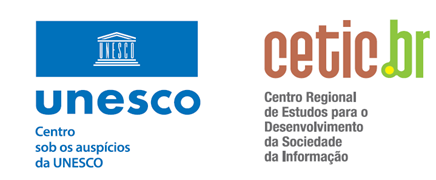 UNESCO
unesco
Centro
sob os auspícios
da UNESCO
cetic.br
Centro Regional
de Estudos para o
Desenvolvimento
da Sociedade
da Informação